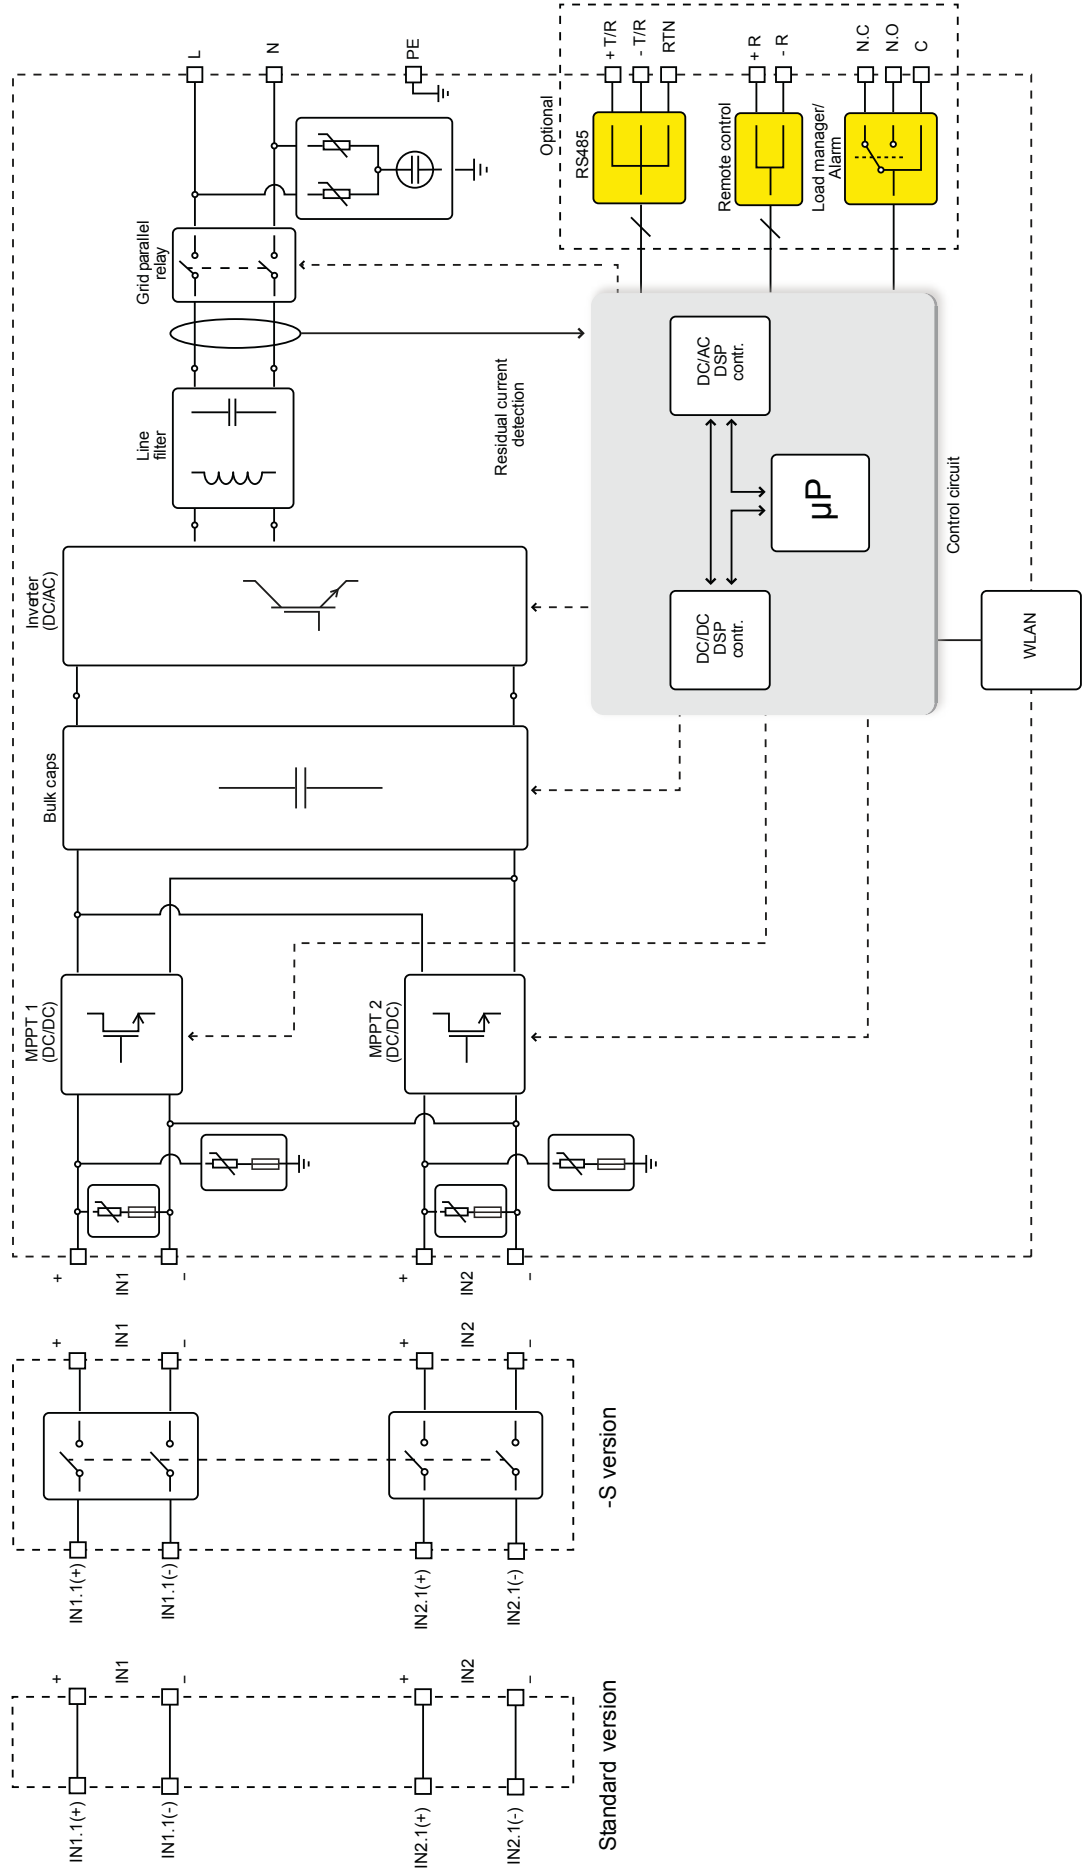 Standard version
IN1.1(+)
IN1.1(-)
IN2.1(+)
IN2.1(-)
+
IN1
–
+
IN2
–
-S version
IN1.1(+)
IN1.1(-)
IN2.1(+)
IN2.1(-)
+
IN1
–
+
IN2
–
+
IN1
–
+
IN2
–
MPPT 1
(DC/DC)
MPPT 2
(DC/DC)
Bulk caps
Inverter
(DC/AC)
Line
filter
Grid parallel
relay
Residual current
detection
L
N
PE
DC/DC
DSP
contr.
µP
DC/AC
DSP
contr.
Control circuit
WLAN
Optional
RS485
Remote control
Load manager/
Alarm
+ T/R
- T/R
RTN
+ R
- R
N.C
N.O
C